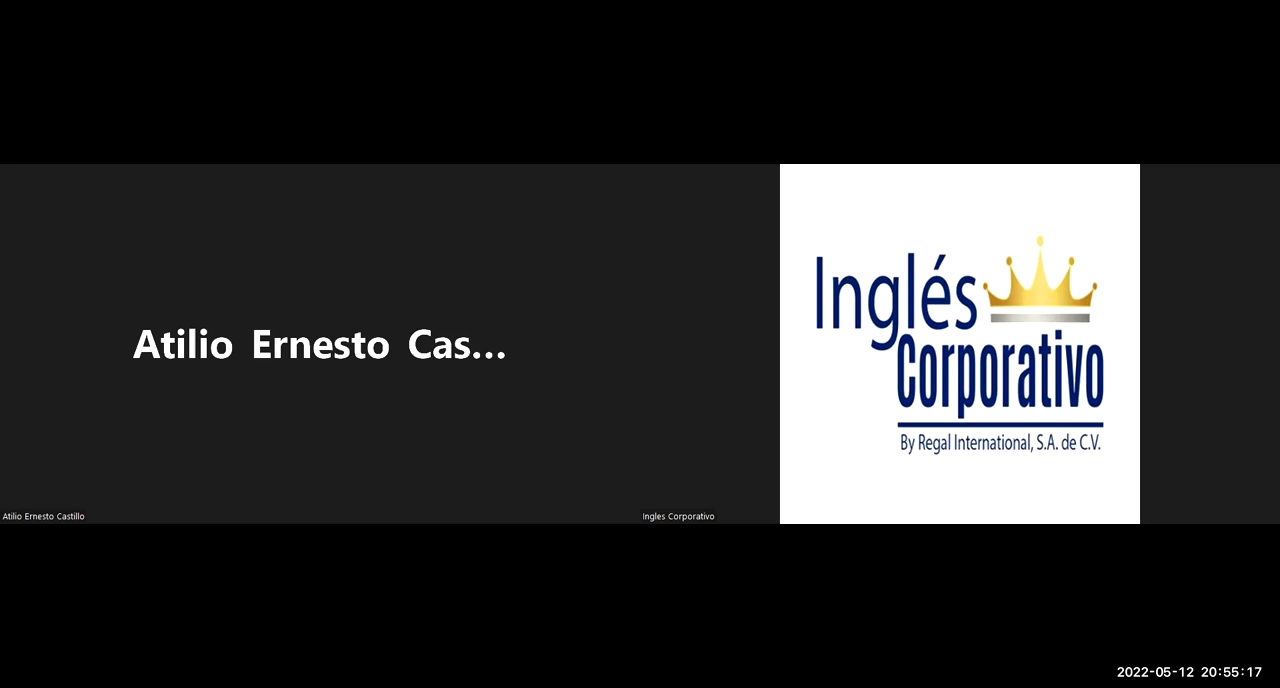 Atilio Ernesto Cas...
Inglés
Corporativo
By Regal International, S.A. de C.V.
Atilio Ernesto Castillo
Ingles Corporativo
2022-05-12 20:55:17